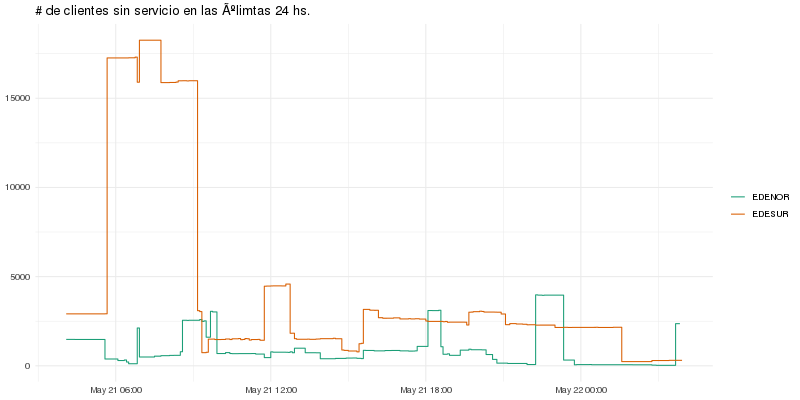 # de clientes sin servicio en las Ãºlimtas 24 hs.
15000
10000
5000
0
May 21 06:00
May 21 12:00
May 21 18:00
May 22 00:00
EDENOR
EDESUR